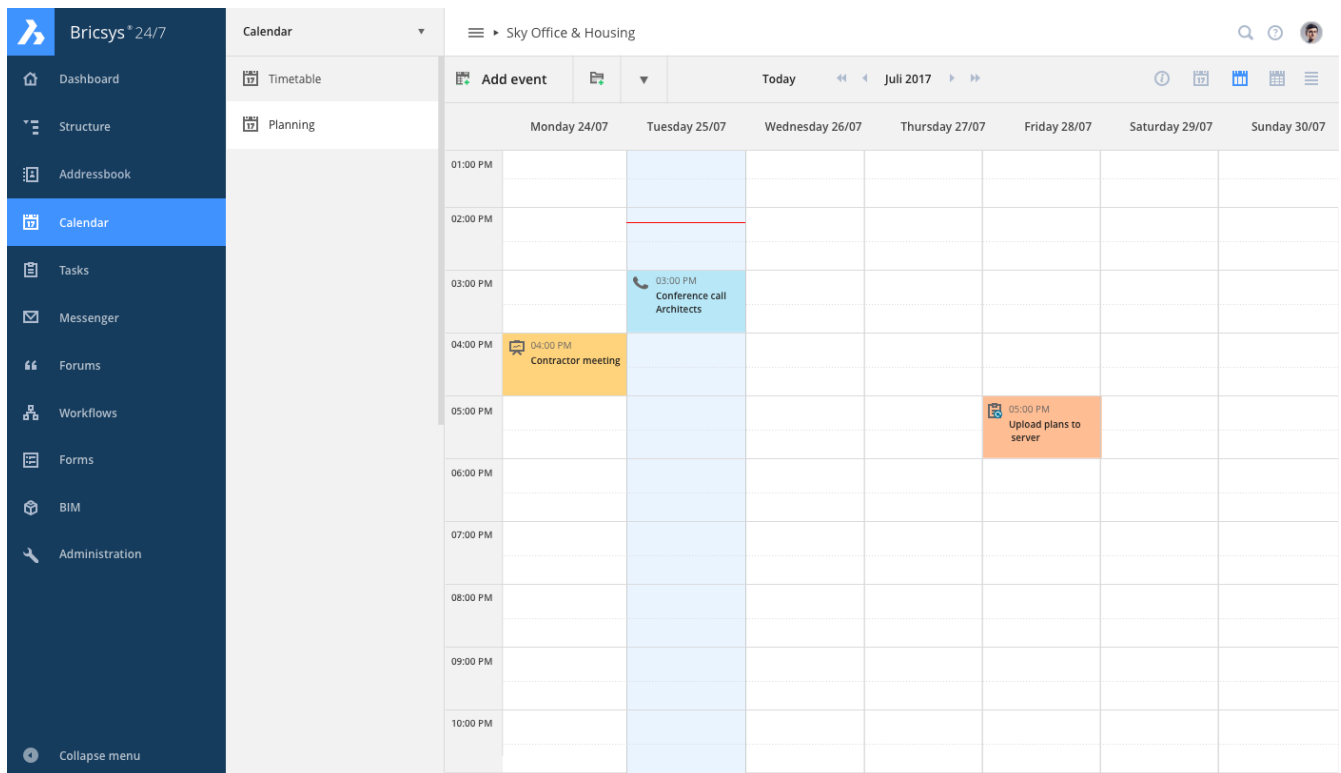 Bricsys® 24/7
Dashboard
Structure
Addressbook
17 Calendar
Tasks
Messenger
Forums
Workflows
Forms
BIM
Administration
Collapse menu
Calendar
17 Timetable
17 Planning
Sky Office & Housing
?
Add event
Today
Juli 2017
i
17
Monday 24/07
Tuesday 25/07
Wednesday 26/07
Thursday 27/07
Friday 28/07
Saturday 29/07
Sunday 30/07
01:00 PM
02:00 PM
03:00 PM
03:00 PM
Conference call
Architects
04:00 PM
04:00 PM
Contractor meeting
05:00 PM
05:00 PM
Upload plans to
server
06:00 PM
07:00 PM
08:00 PM
09:00 PM
10:00 PM